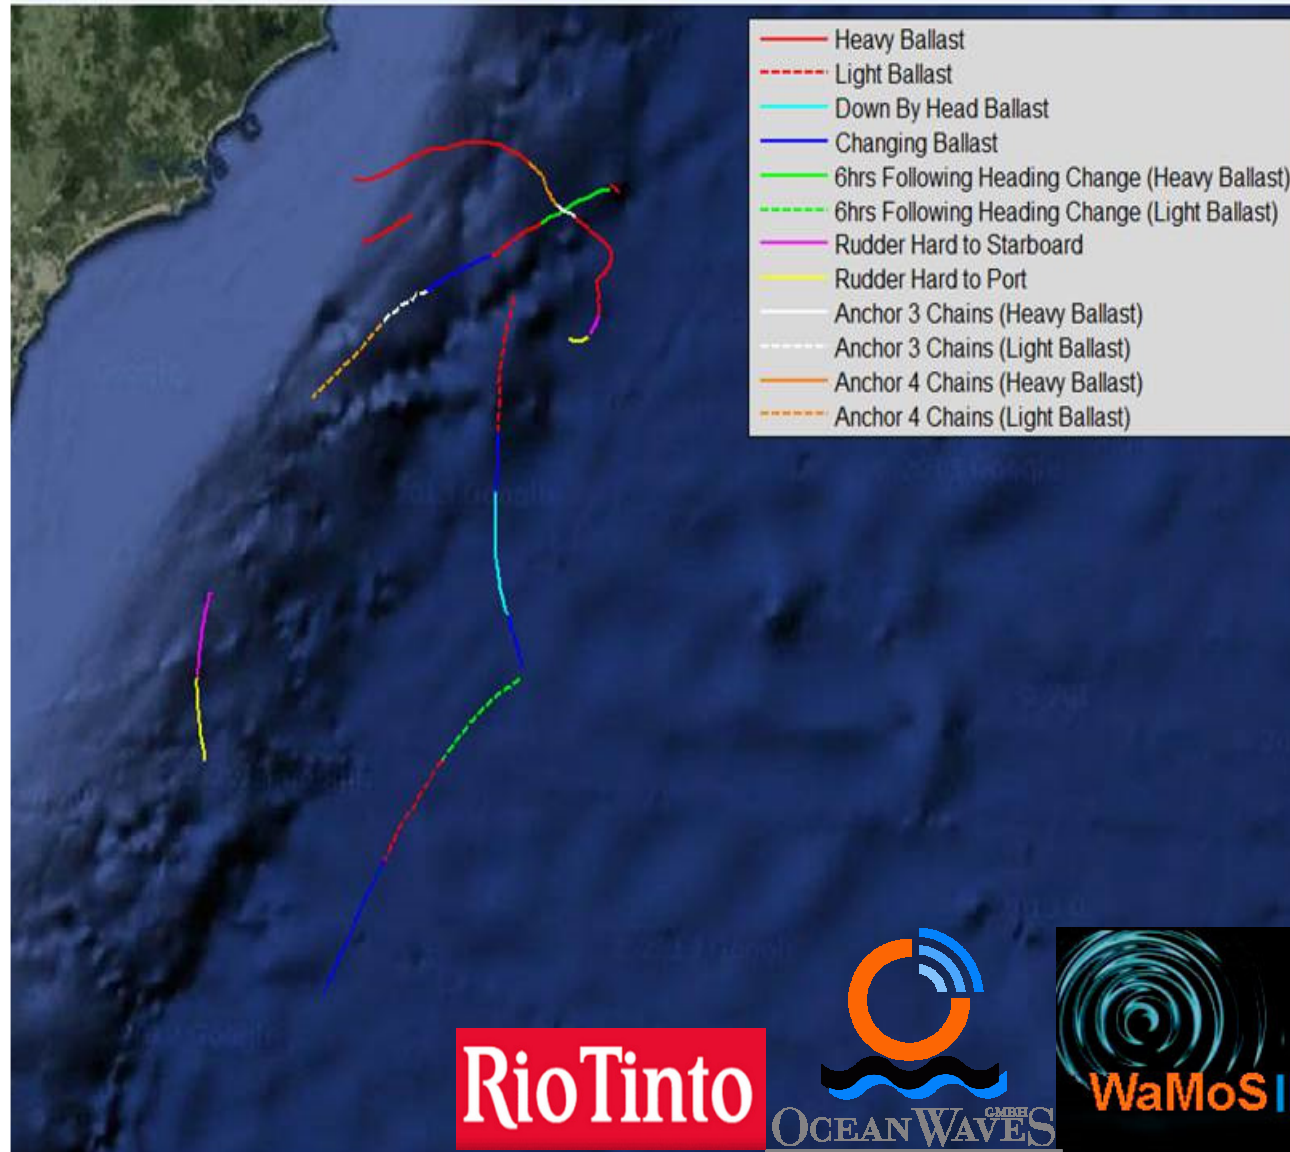 Heavy Ballast
Light Ballast
Down By Head Ballast
Changing Ballast
6hrs Following Heading Change (Heavy Ballast)
6hrs Following Heading Change (Light Ballast)
Rudder Hard to Starboard
Rudder Hard to Port
Anchor 3 Chains (Heavy Ballast)
Anchor 3 Chains (Light Ballast)
Anchor 4 Chains (Heavy Ballast)
Anchor 4 Chains (Light Ballast)
RioTinto
OCEANWAVES GMBH
WaMoS I